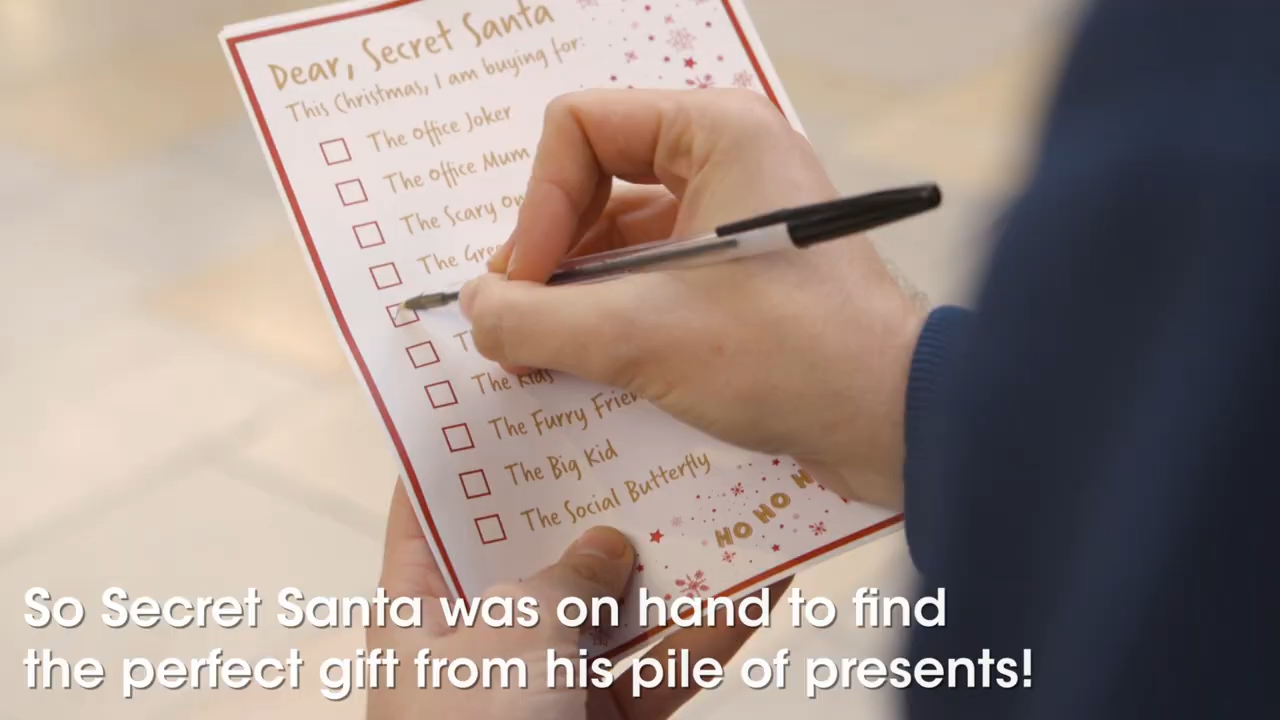 Dear, Secret Santa
This Christmas, I am buying for:
The Office Joker
The Office Mum
The Scary
The
The Kids
The Furry
The Big Kid
The Social Butterfly
HO HO
So Secret Santa was on hand to find
the perfect gift from his pile of presents!